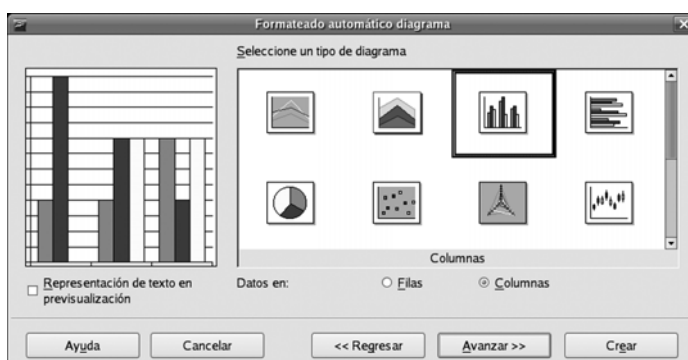 Formateado automático diagrama
Seleccione un tipo de diagrama
Columnas
Representación de texto en
previsualización
Datos en:
Filas
Columnas
Ayuda
Cancelar
<< Regresar
Avanzar >>
Crear